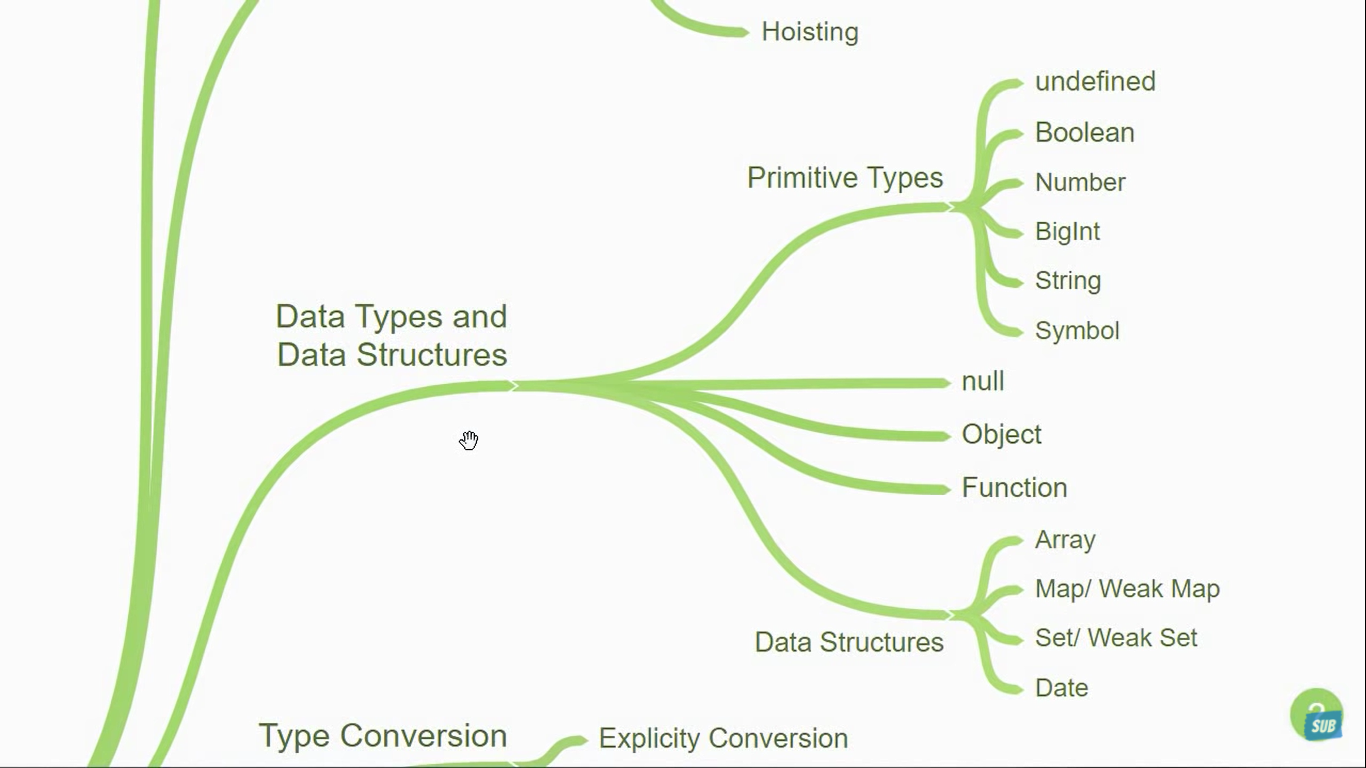 Hoisting
undefined
Boolean
Primitive Types
Number
BigInt
String
Symbol
Data Types and
Data Structures
null
Object
Function
Array
Map/ Weak Map
Set/ Weak Set
Data Structures
Date
SUB
Type Conversion
Explicity Conversion